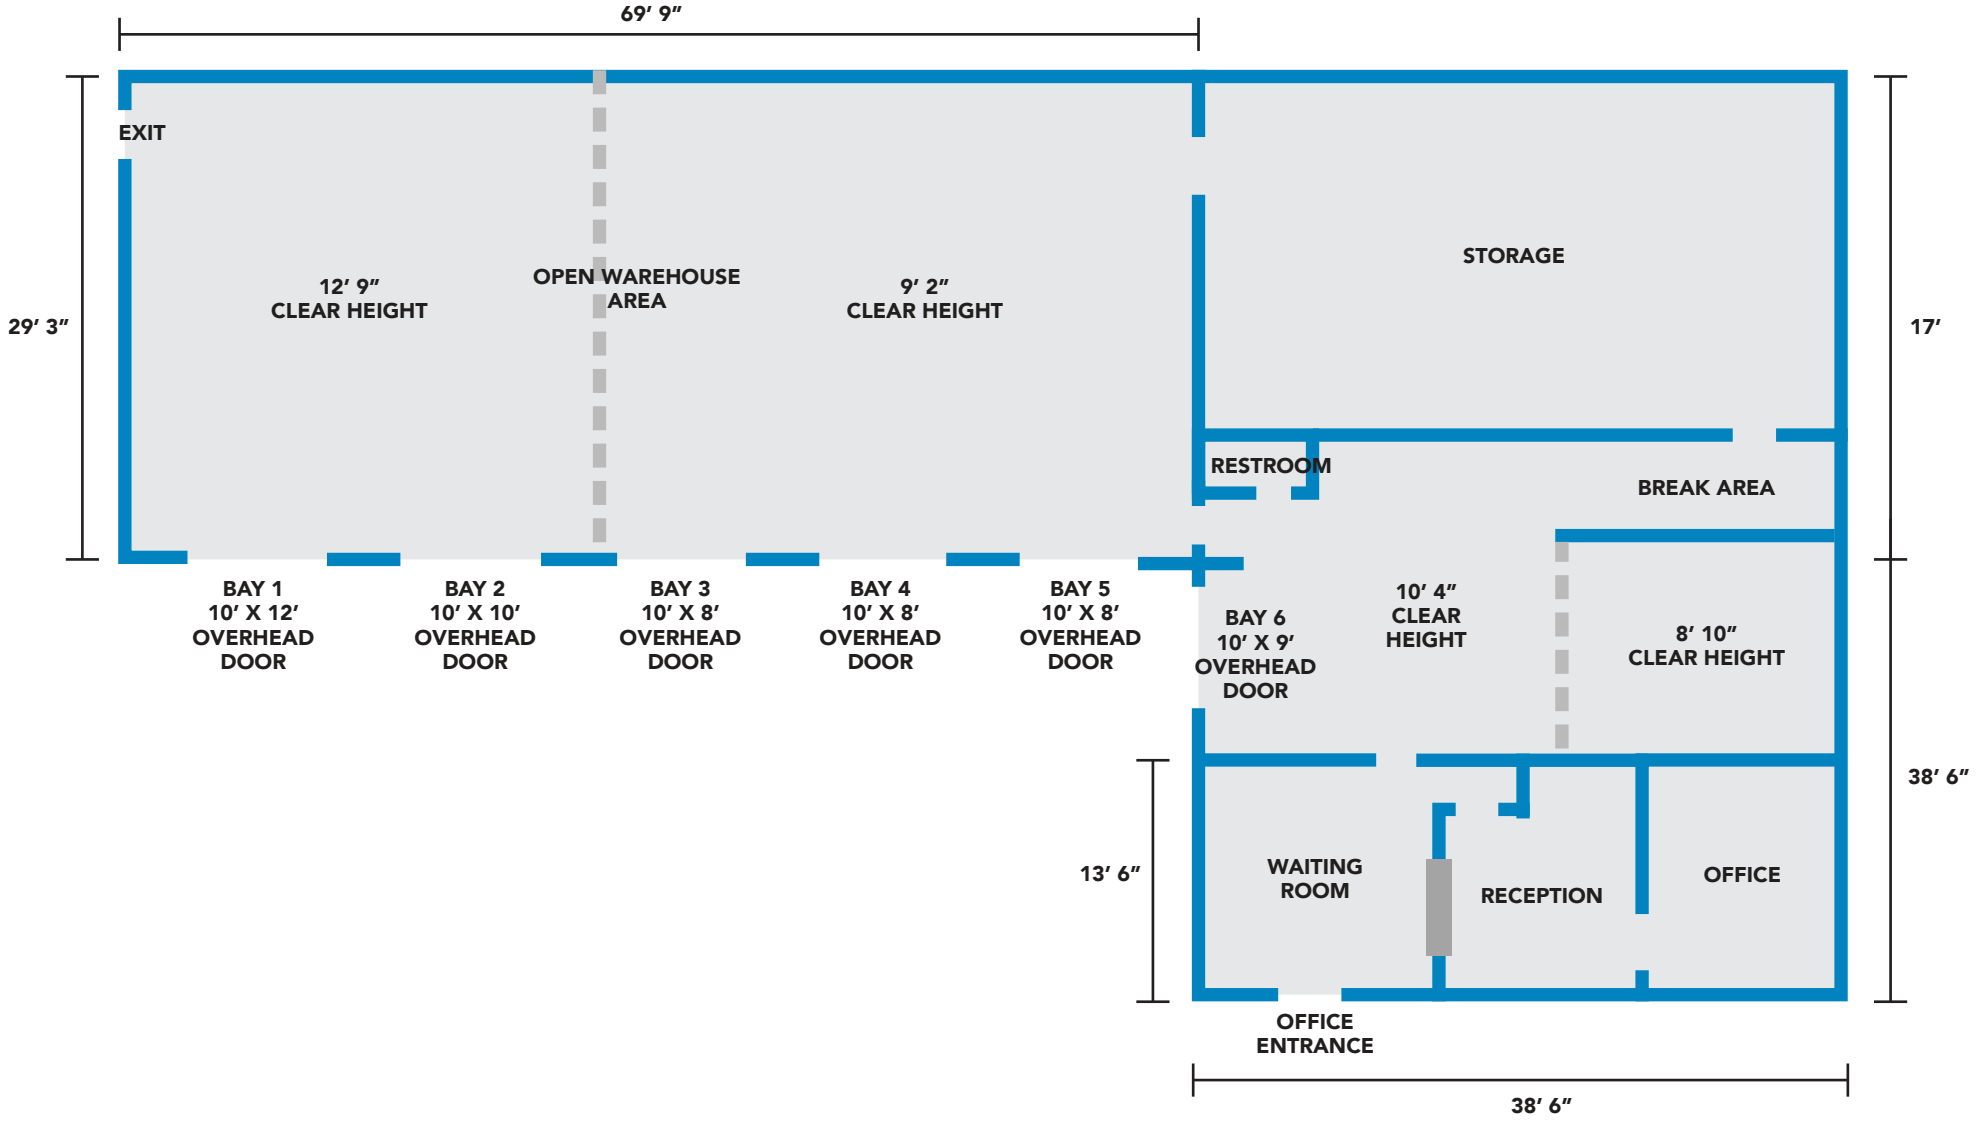 69’ 9”
EXIT
STORAGE
OPEN WAREHOUSE
AREA
12’ 9”
CLEAR HEIGHT
9’ 2”
CLEAR HEIGHT
29’ 3”
17’
RESTROOM
BREAK AREA
BAY 1
10’ X 12’
OVERHEAD
DOOR
BAY 2
10’ X 10’
OVERHEAD
DOOR
BAY 3
10’ X 8’
OVERHEAD
DOOR
BAY 4
10’ X 8’
OVERHEAD
DOOR
BAY 5
10’ X 8’
OVERHEAD
DOOR
BAY 6
10’ X 9’
OVERHEAD
DOOR
10’ 4”
CLEAR
HEIGHT
8’ 10”
CLEAR HEIGHT
38’ 6”
13’ 6”
WAITING
ROOM
RECEPTION
OFFICE
OFFICE
ENTRANCE
38’ 6”